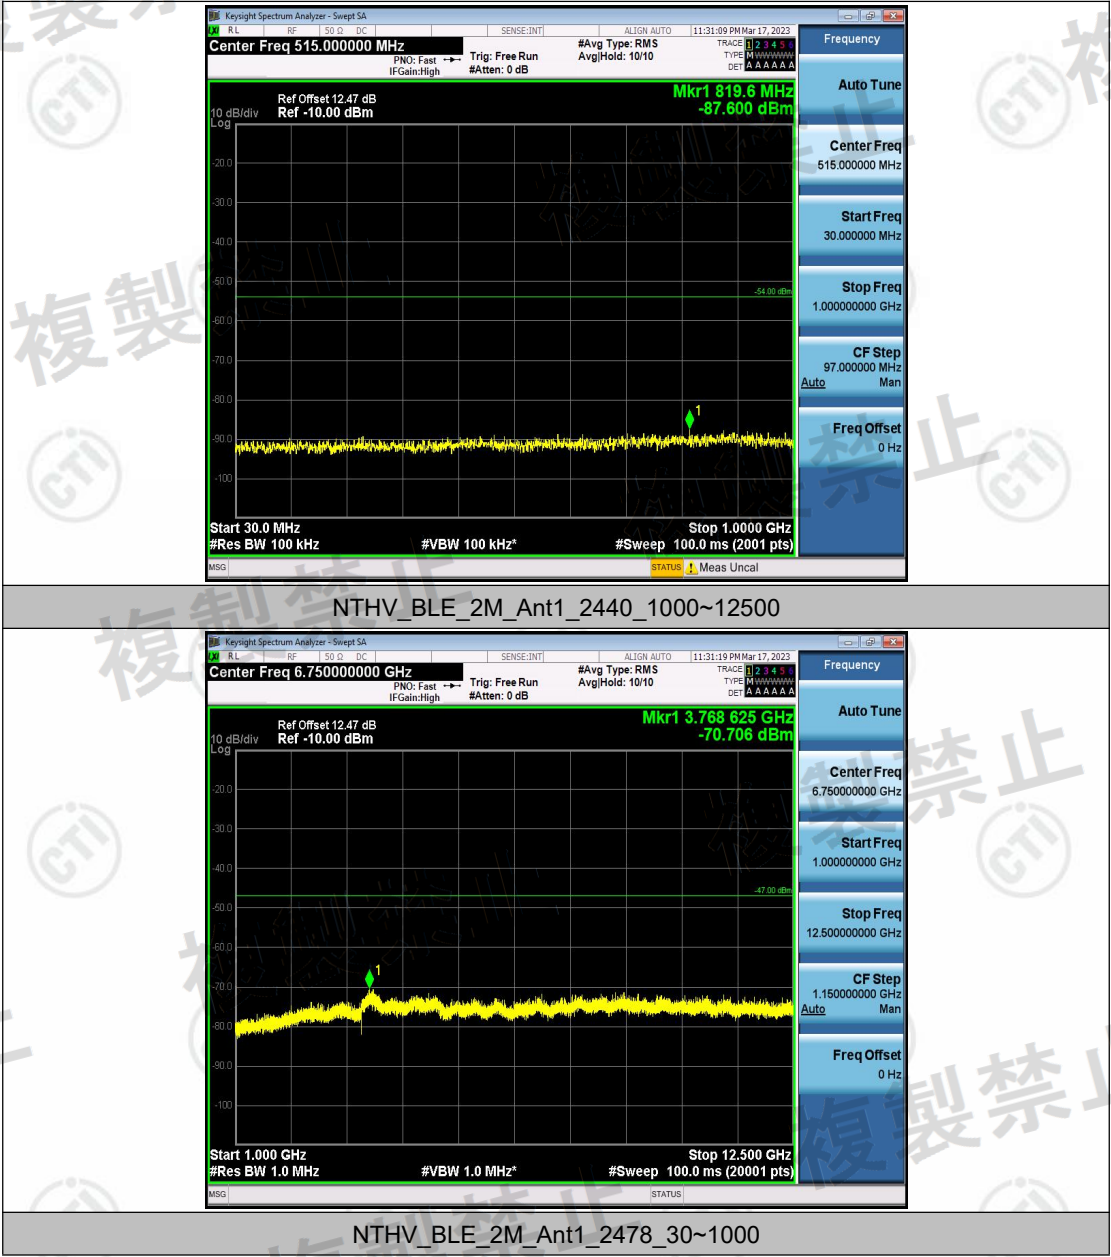 Keysight Spectrum Analyzer - Swept SA
RL RF 50 Ω DC SENSE:INT ALIGN AUTO 11:31:09 PM Mar 17, 2023
Center Freq 515.000000 MHz
PNO: Fast
IFGain:High
Trig: Free Run
#Atten: 0 dB
#Avg Type: RMS
Avg|Hold: 10/10
TRACE 1 2 3 4 5 6
TYPE M WWWWW
DET A A A A A A
Frequency
Auto Tune
Mkr1 819.6 MHz
-87.600 dBm
Ref Offset 12.47 dB
10 dB/div Ref -10.00 dBm
Log
-20.0
-30.0
-40.0
-50.0
-54.00 dBm
-60.0
-70.0
-80.0
1
-90.0
-100
Center Freq
515.000000 MHz
Start Freq
30.000000 MHz
Stop Freq
1.000000000 GHz
CF Step
97.000000 MHz
Auto Man
Freq Offset
0 Hz
Start 30.0 MHz Stop 1.0000 GHz
#Res BW 100 kHz #VBW 100 kHz* #Sweep 100.0 ms (2001 pts)
MSG STATUS Meas Uncal
NTHV_BLE_2M_Ant1_2440_1000~12500
Keysight Spectrum Analyzer - Swept SA
RL RF 50 Ω DC SENSE:INT ALIGN AUTO 11:31:19 PM Mar 17, 2023
Center Freq 6.750000000 GHz
PNO: Fast
IFGain:High
Trig: Free Run
#Atten: 0 dB
#Avg Type: RMS
Avg|Hold: 10/10
TRACE 1 2 3 4 5 6
TYPE M WWWWW
DET A A A A A A
Frequency
Auto Tune
Mkr1 3.768 625 GHz
-70.706 dBm
Ref Offset 12.47 dB
10 dB/div Ref -10.00 dBm
Log
-20.0
-30.0
-40.0
-47.00 dBm
-50.0
-60.0
1
-70.0
-80.0
-90.0
-100
Center Freq
6.750000000 GHz
Start Freq
1.000000000 GHz
Stop Freq
12.500000000 GHz
CF Step
1.150000000 GHz
Auto Man
Freq Offset
0 Hz
Start 1.000 GHz Stop 12.500 GHz
#Res BW 1.0 MHz #VBW 1.0 MHz* #Sweep 100.0 ms (20001 pts)
MSG STATUS
NTHV_BLE_2M_Ant1_2478_30~1000
複製禁止
CTI